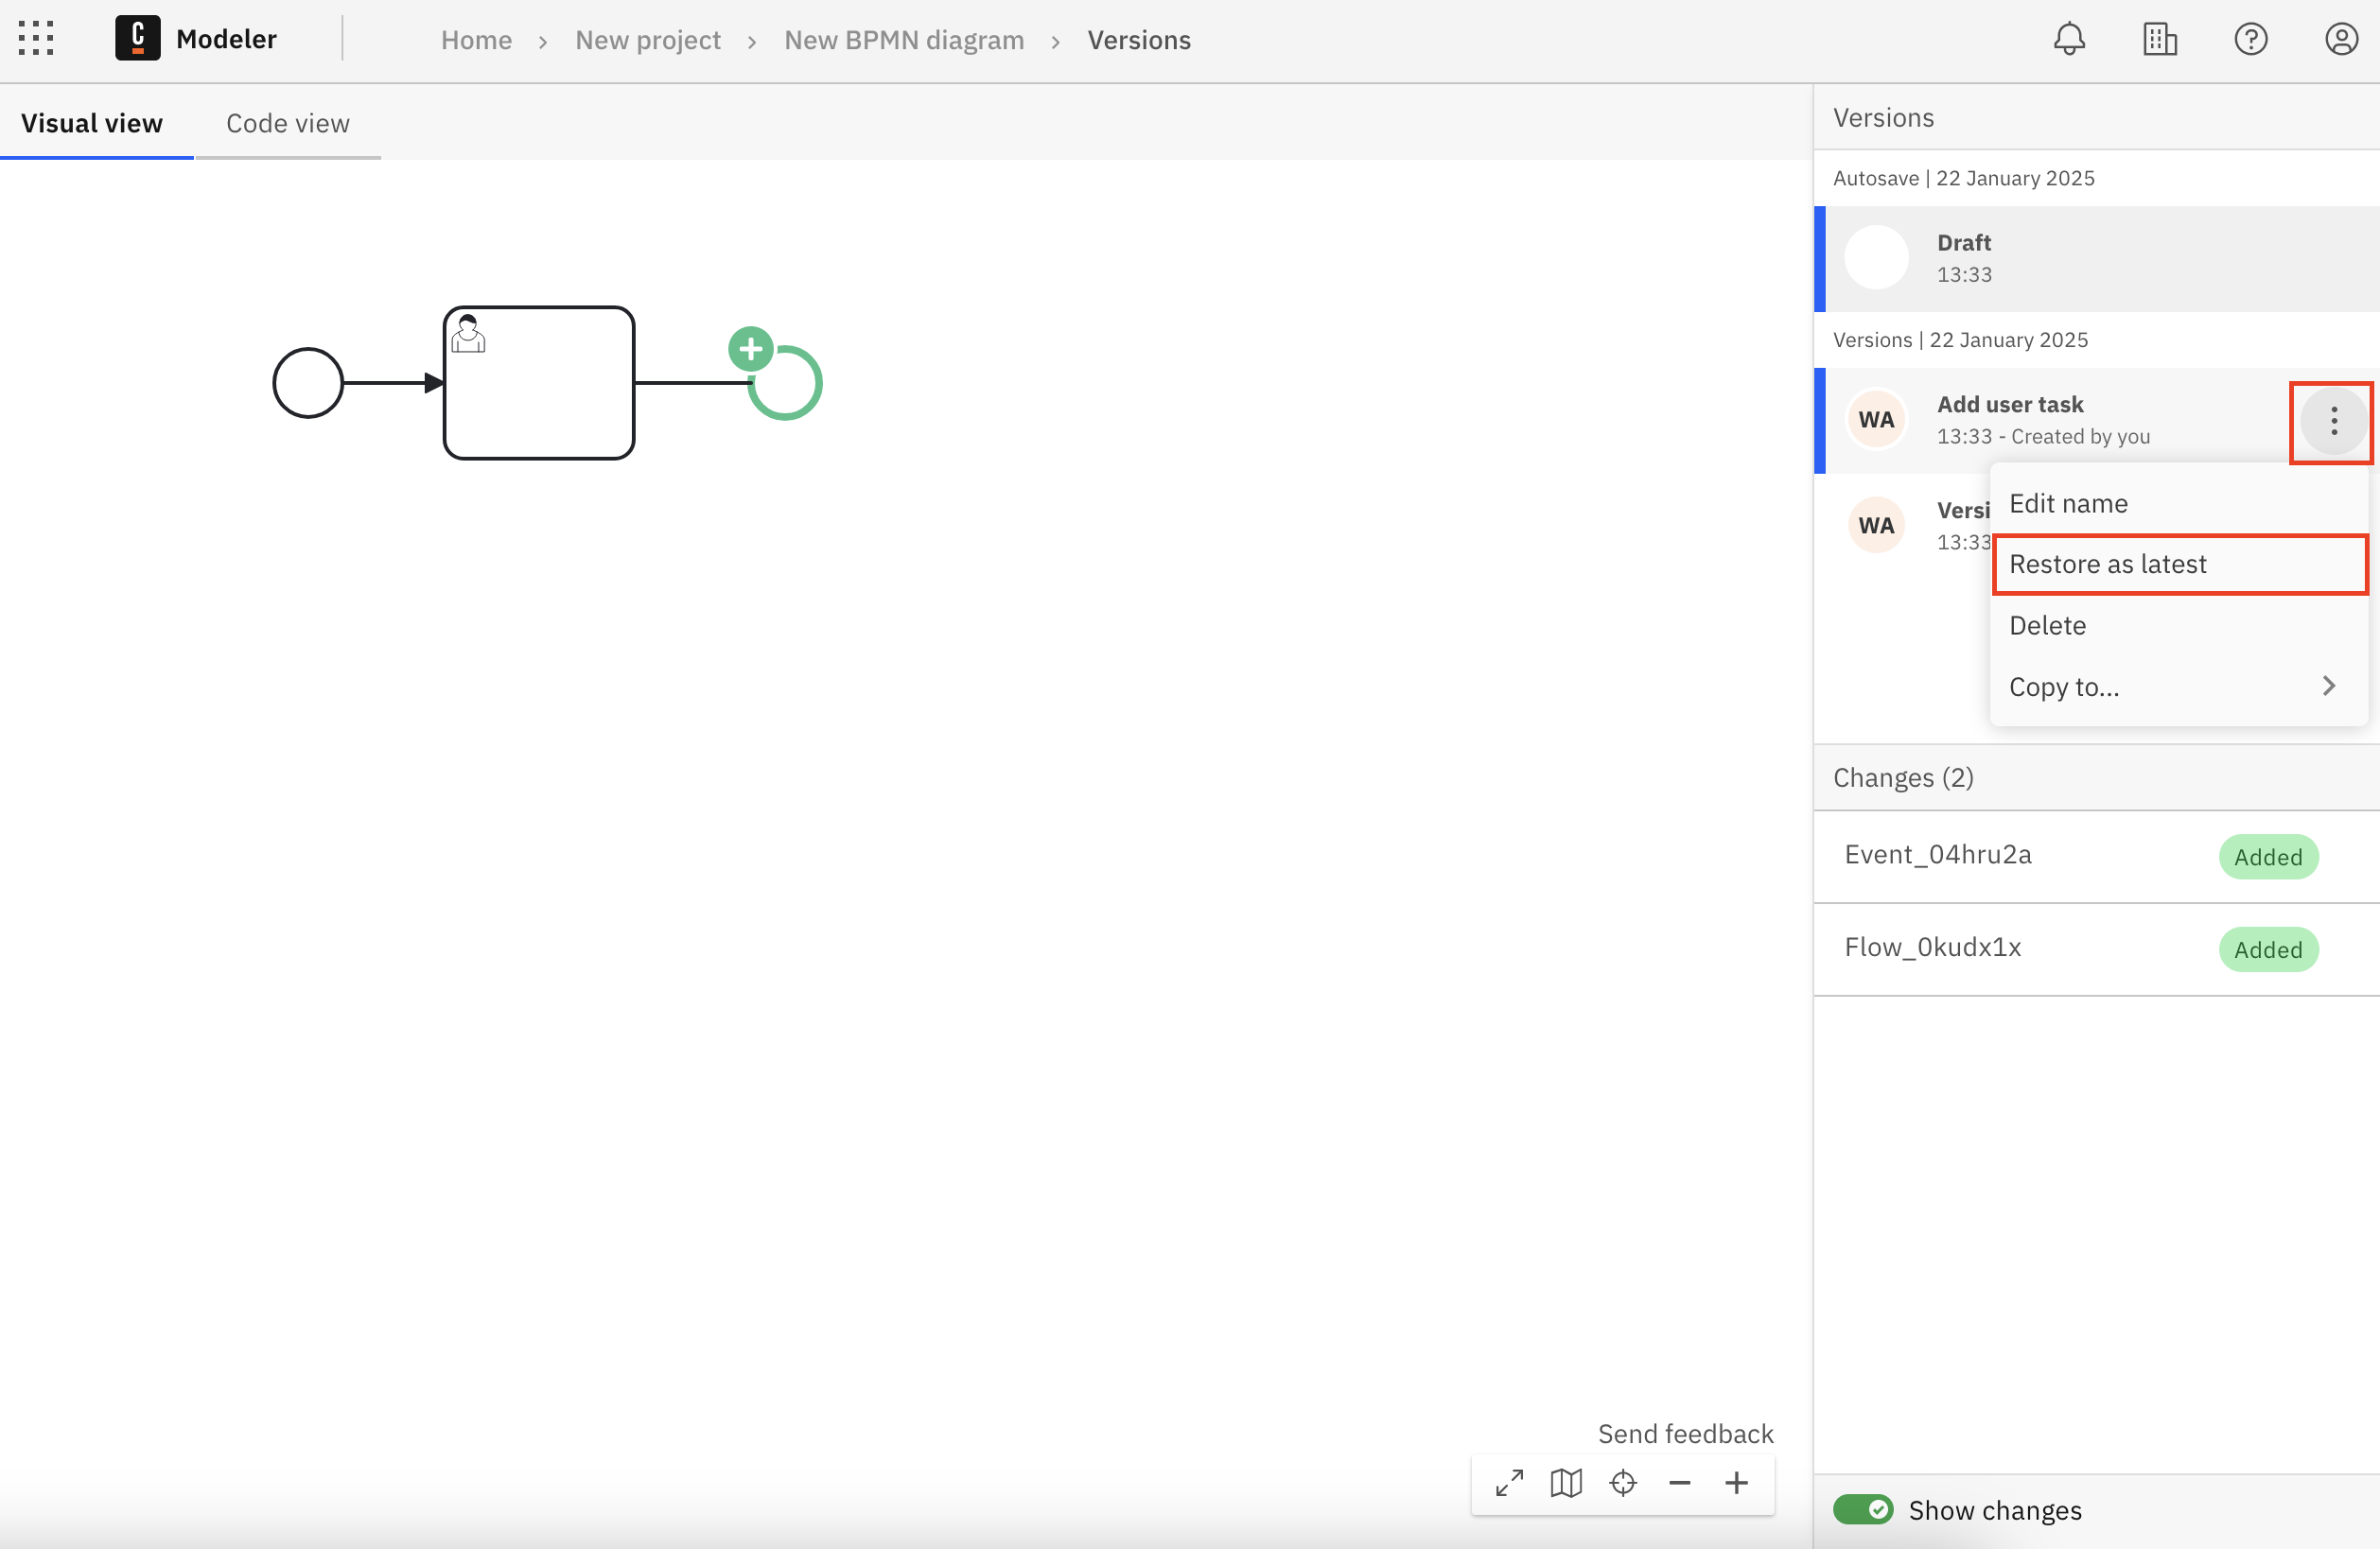 C Modeler
Home › New project › New BPMN diagram › Versions
Visual view
Code view
Versions
Autosave | 22 January 2025
Draft
13:33
Versions | 22 January 2025
WA
Add user task
13:33 - Created by you
WA
Versi
13:33
Edit name
Restore as latest
Delete
Copy to...
Changes (2)
Event_04hru2a
Added
Flow_0kudx1x
Added
Send feedback
Show changes